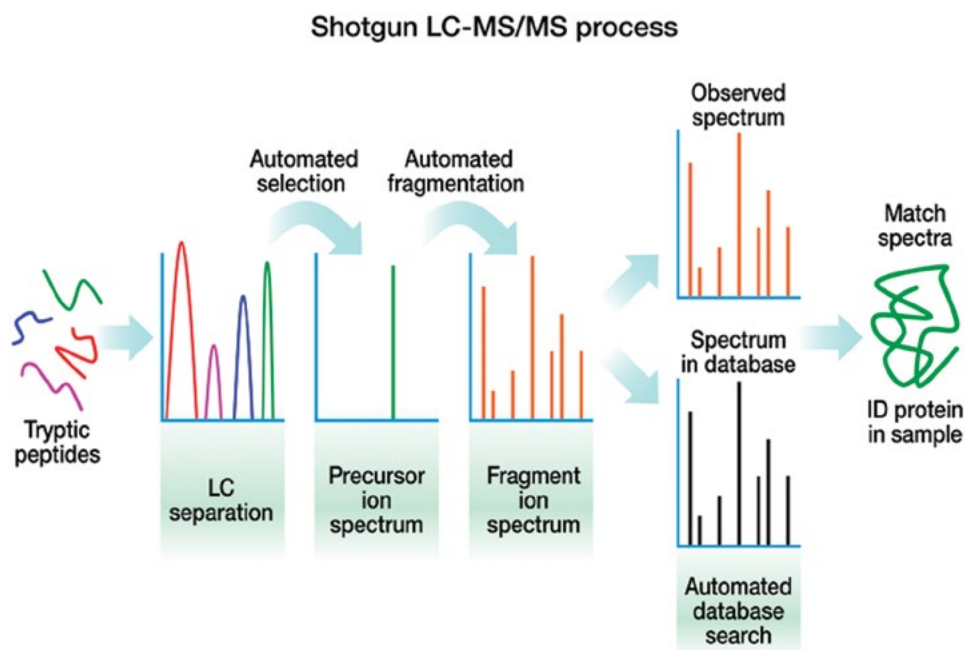 Shotgun LC-MS/MS process
Tryptic
peptides
LC
separation
Automated
selection
Precursor
ion
spectrum
Automated
fragmentation
Fragment
ion
spectrum
Observed
spectrum
Spectrum
in database
Automated
database
search
Match
spectra
ID protein
in sample